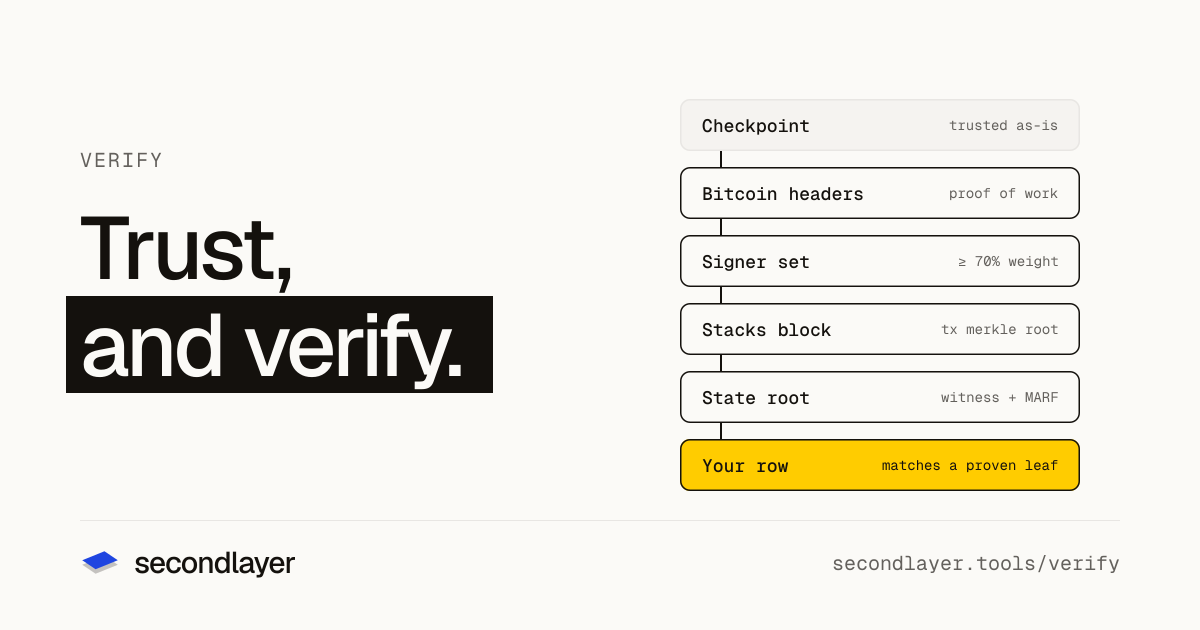 VERIFY
Trust,
and verify.
Checkpoint trusted as-is
Bitcoin headers proof of work
Signer set ≥ 70% weight
Stacks block tx merkle root
State root witness + MARF
Your row matches a proven leaf
secondlayer
secondlayer.tools/verify